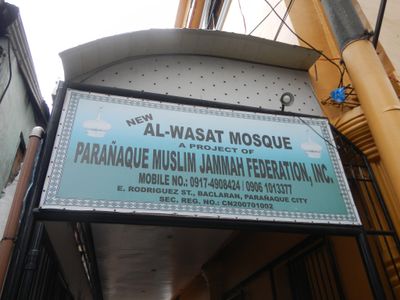 NEW
AL-WASAT MOSQUE
A PROJECT OF
PARAÑAQUE MUSLIM JAMMAH FEDERATION, INC.
MOBILE NO.: 0917-4908424 / 0906 1013377
E. RODRIGUEZ ST., BACLARAN, PARAÑAQUE CITY
SEC. REG. NO.: CN200701002